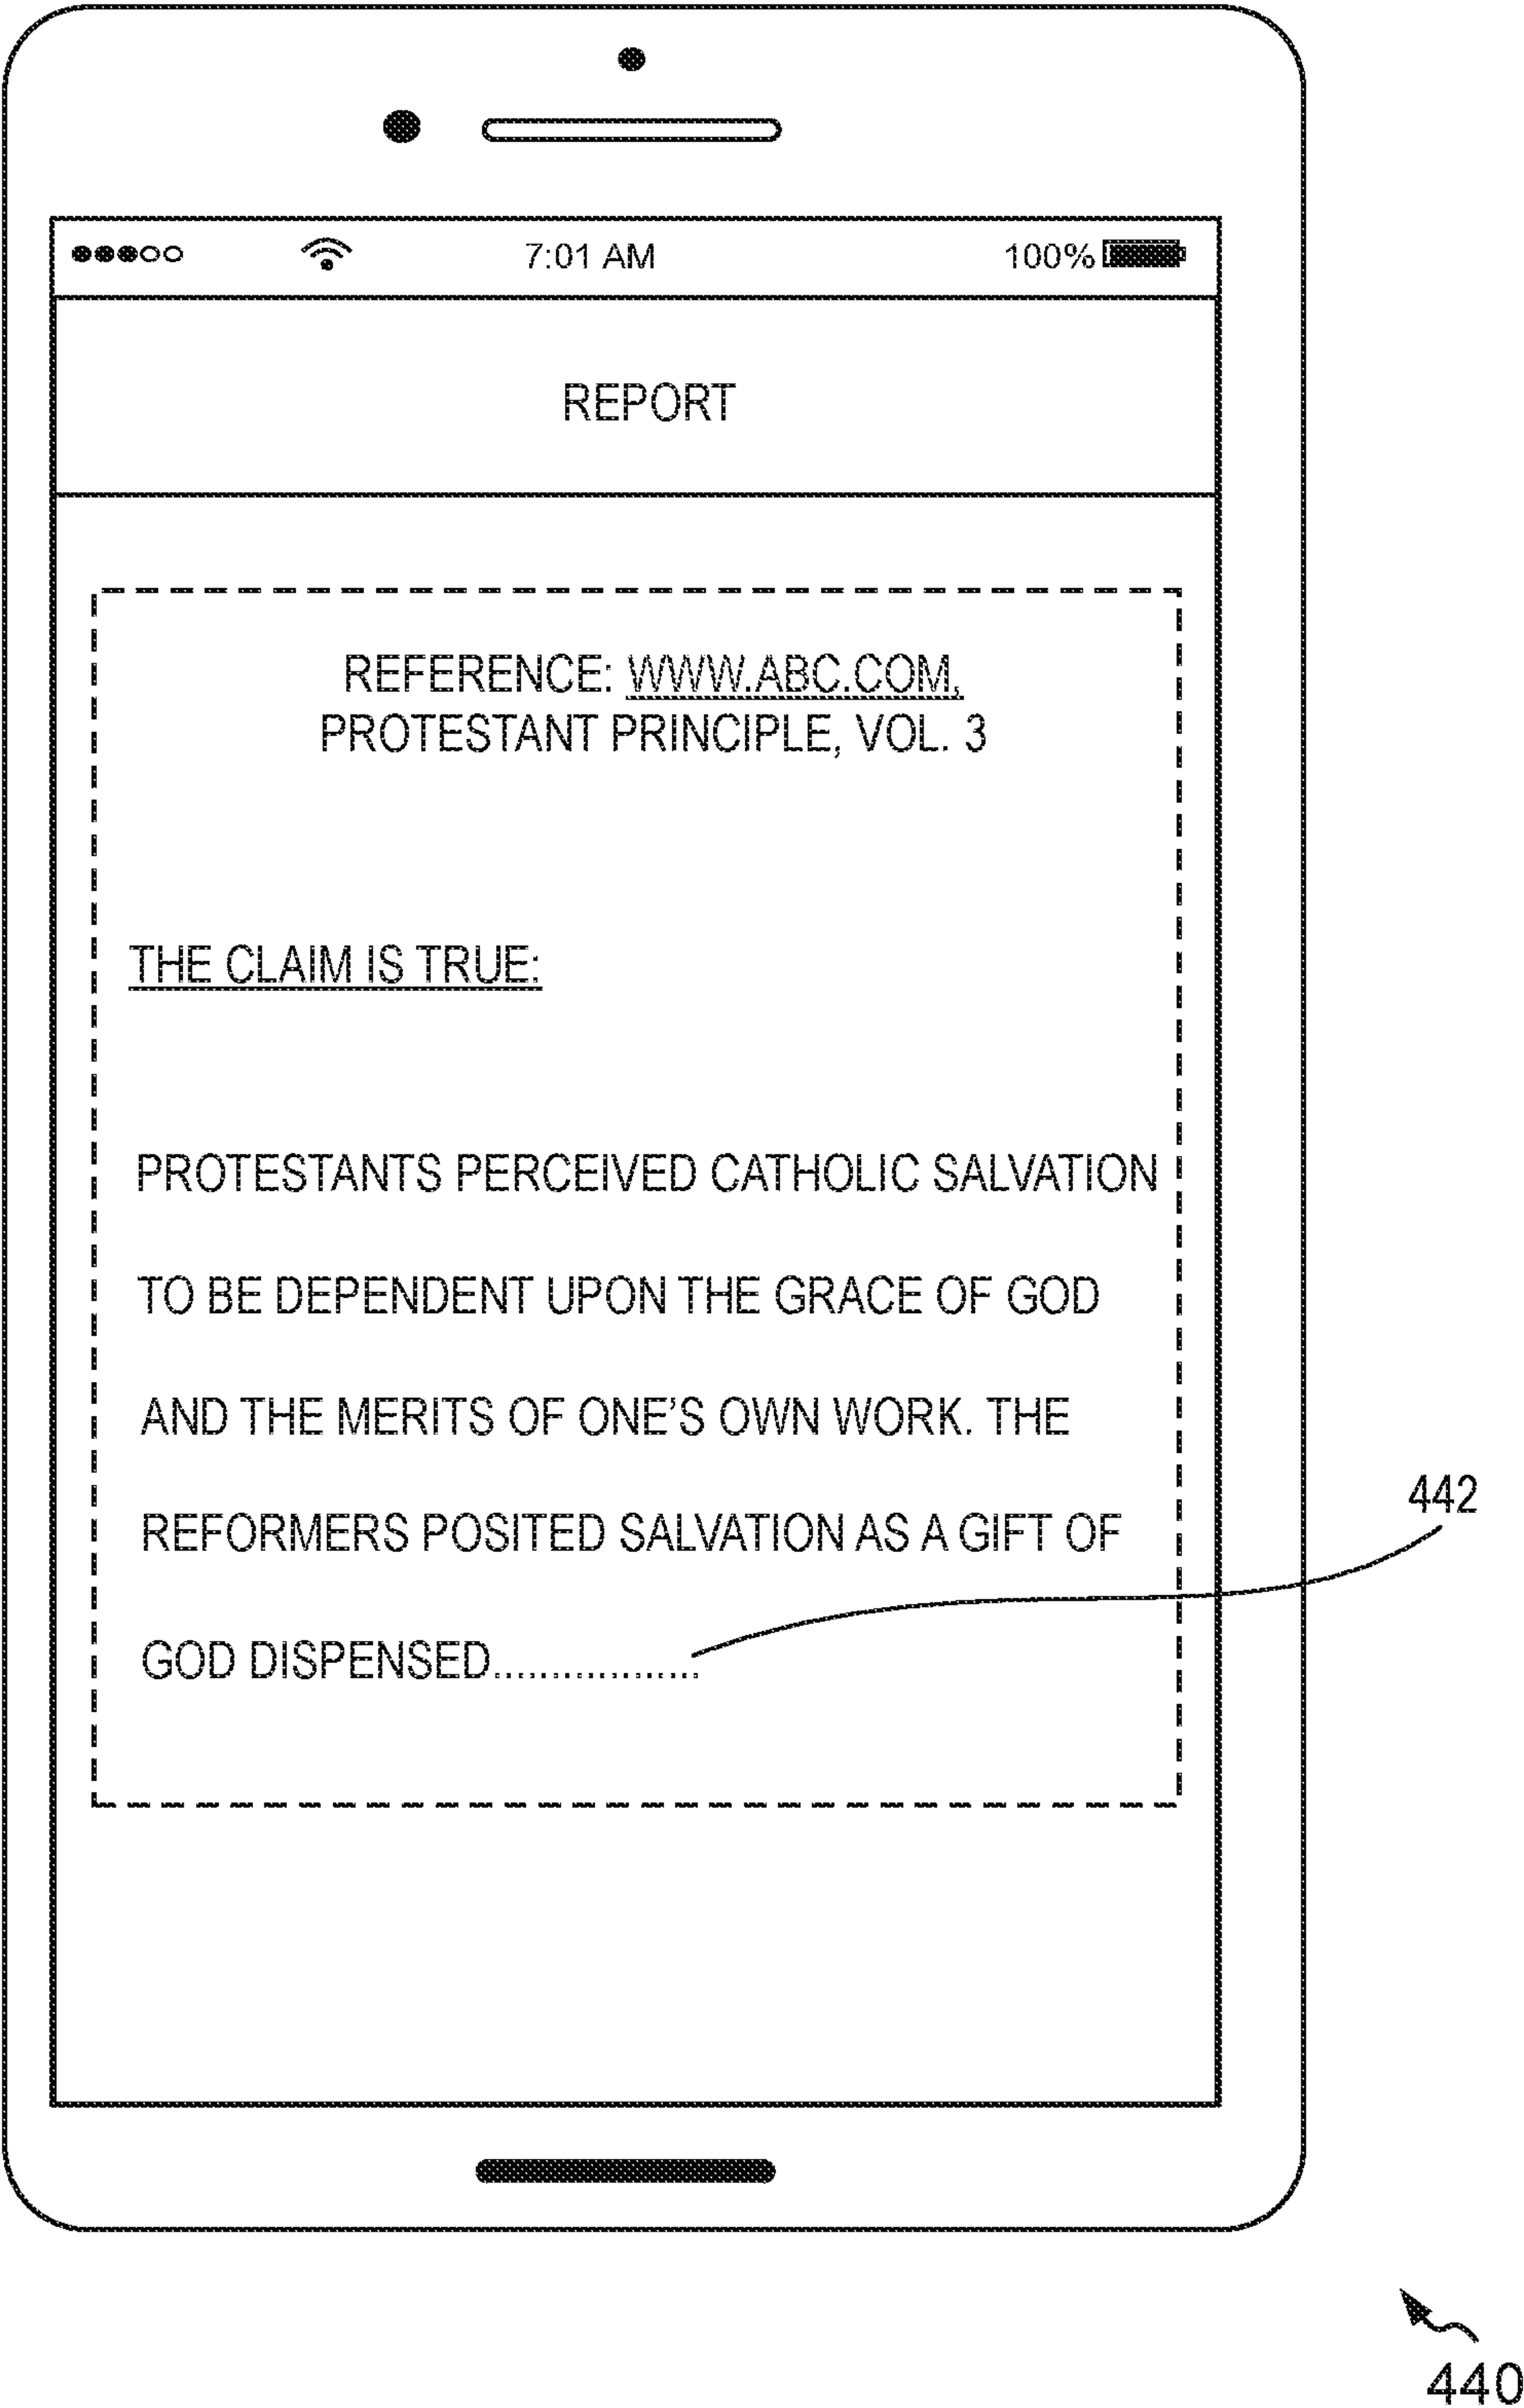 7:01 AM 100%
REPORT
REFERENCE: WWW.ABC.COM,
PROTESTANT PRINCIPLE, VOL. 3
THE CLAIM IS TRUE:
PROTESTANTS PERCEIVED CATHOLIC SALVATION
TO BE DEPENDENT UPON THE GRACE OF GOD
AND THE MERITS OF ONE’S OWN WORK. THE
REFORMERS POSITED SALVATION AS A GIFT OF
GOD DISPENSED..................
442
440